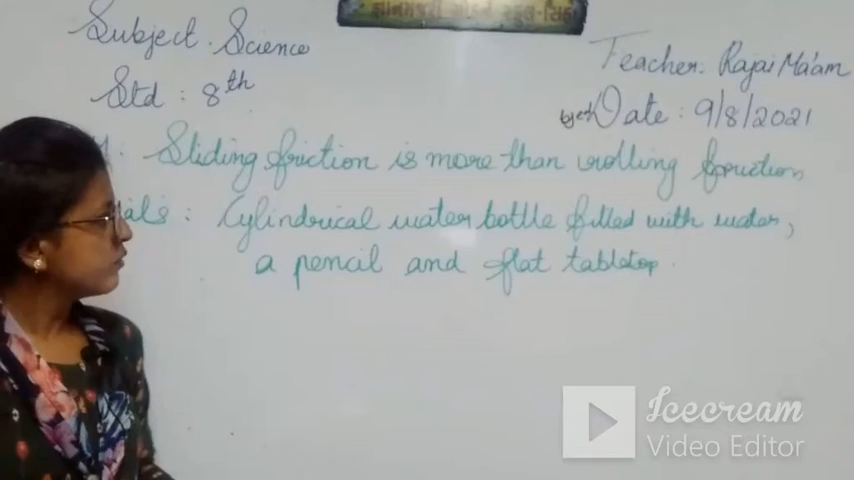 Subject. Science
Teacher. Rajai Ma'am
Std : 8th
Date : 9/8/2021
: Sliding friction is more than rolling friction
ials : Cylindrical water bottle filled with water,
a pencil and flat tabletop.
Icecream
Video Editor